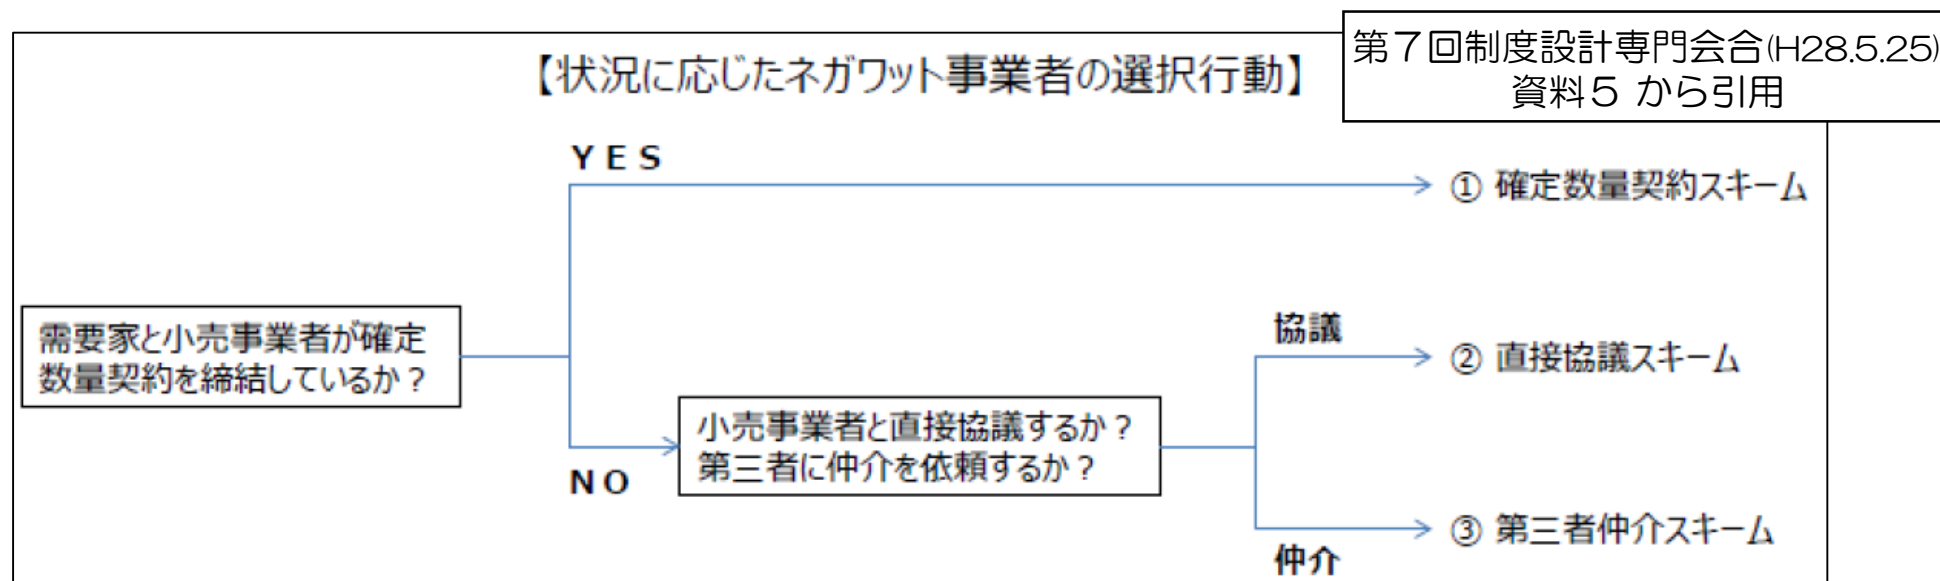 第７回制度設計専門会合(H28.5.25)
資料５ から引用
【状況に応じたネガワット事業者の選択行動】
ＹＥＳ
① 確定数量契約スキーム
需要家と小売事業者が確定
数量契約を締結しているか？
協議
② 直接協議スキーム
小売事業者と直接協議するか？
第三者に仲介を依頼するか？
ＮＯ
③ 第三者仲介スキーム
仲介